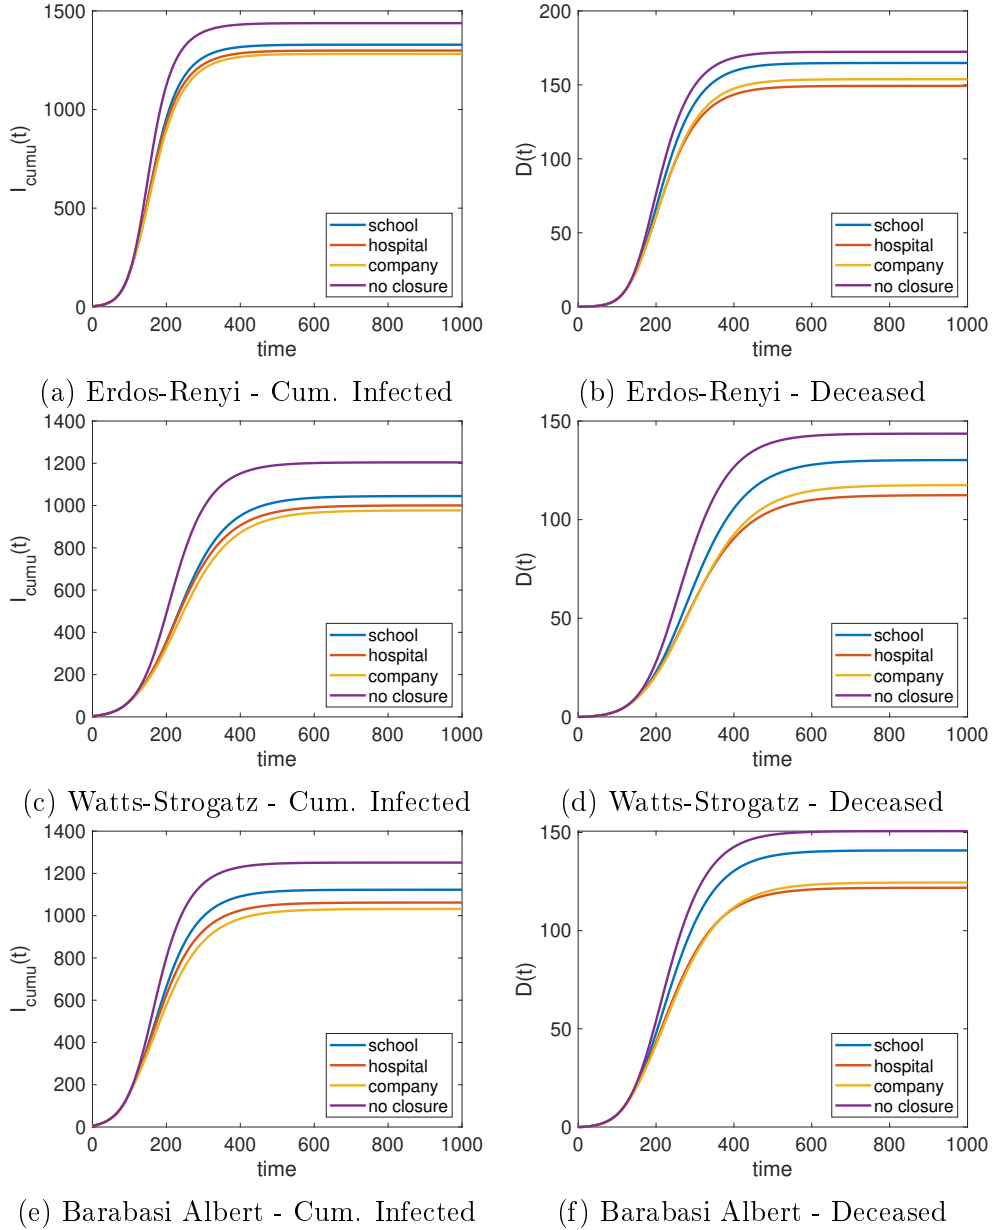 1500
1000
500
0
I_cumu(t)
0 200 400 600 800 1000
time
school
hospital
company
no closure
200
150
100
50
0
D(t)
0 200 400 600 800 1000
time
school
hospital
company
no closure
(a) Erdos-Renyi - Cum. Infected
(b) Erdos-Renyi - Deceased
1400
1200
1000
800
600
400
200
0
I_cumu(t)
0 200 400 600 800 1000
time
school
hospital
company
no closure
150
100
50
0
D(t)
0 200 400 600 800 1000
time
school
hospital
company
no closure
(c) Watts-Strogatz - Cum. Infected
(d) Watts-Strogatz - Deceased
1400
1200
1000
800
600
400
200
0
I_cumu(t)
0 200 400 600 800 1000
time
school
hospital
company
no closure
150
100
50
0
D(t)
0 200 400 600 800 1000
time
school
hospital
company
no closure
(e) Barabasi Albert - Cum. Infected
(f) Barabasi Albert - Deceased